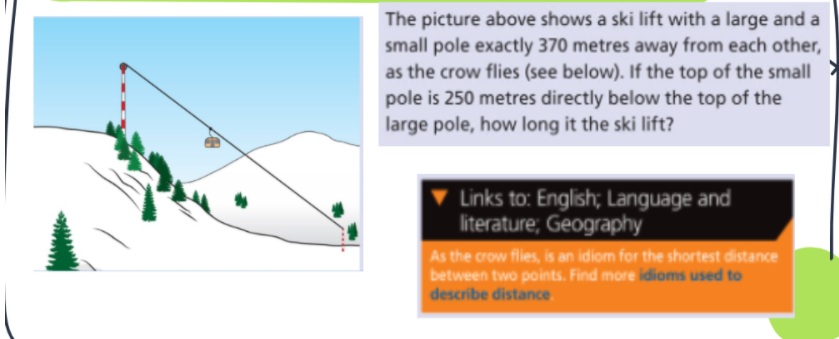 The picture above shows a ski lift with a large and a
small pole exactly 370 metres away from each other,
as the crow flies (see below). If the top of the small
pole is 250 metres directly below the top of the
large pole, how long it the ski lift?
▼ Links to: English; Language and
literature; Geography
As the crow flies, is an idiom for the shortest distance
between two points. Find more idioms used to
describe distance.